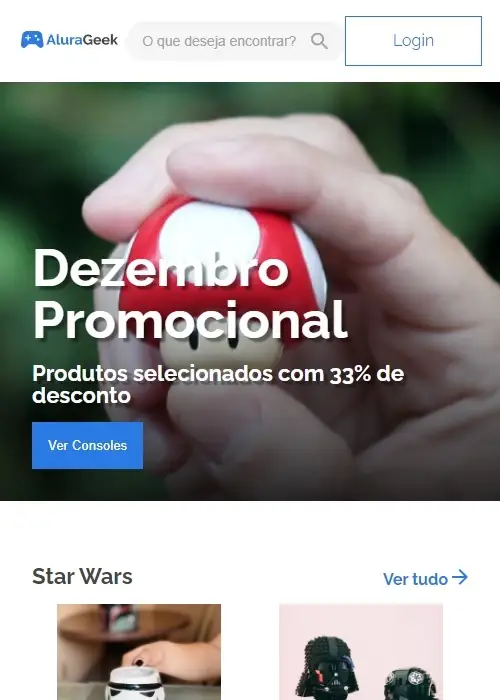 AluraGeek
O que deseja encontrar?
Login
Dezembro
Promocional
Produtos selecionados com 33% de
desconto
Ver Consoles
Star Wars
Ver tudo